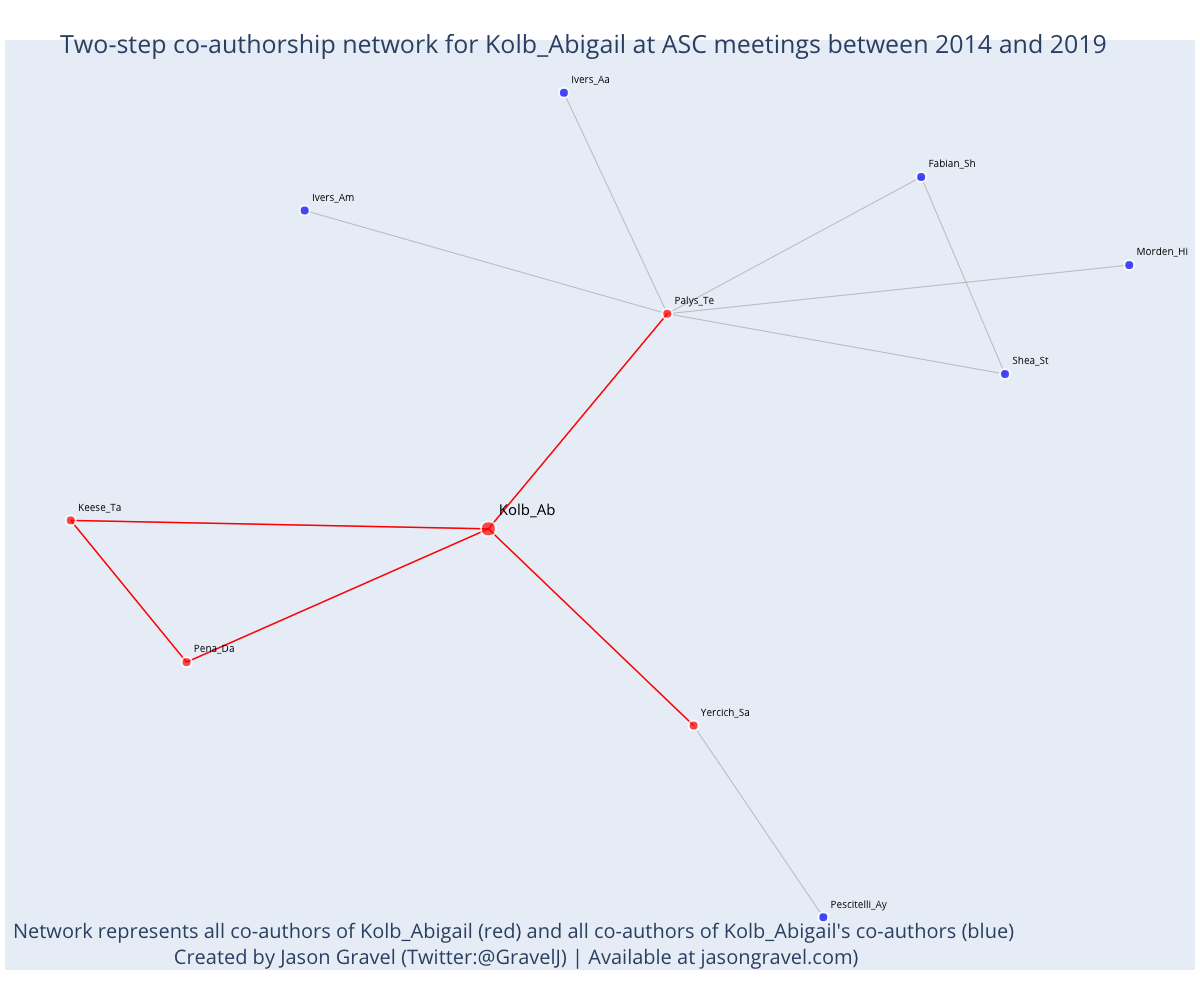 Two-step co-authorship network for Kolb_Abigail at ASC meetings between 2014 and 2019
Ivers_Aa
Fabian_Sh
Ivers_Am
Morden_Hi
Palys_Te
Shea_St
Keese_Ta
Kolb_Ab
Pena_Da
Yercich_Sa
Pescitelli_Ay
Network represents all co-authors of Kolb_Abigail (red) and all co-authors of Kolb_Abigail's co-authors (blue)
Created by Jason Gravel (Twitter:@GravelJ) | Available at jasongravel.com)